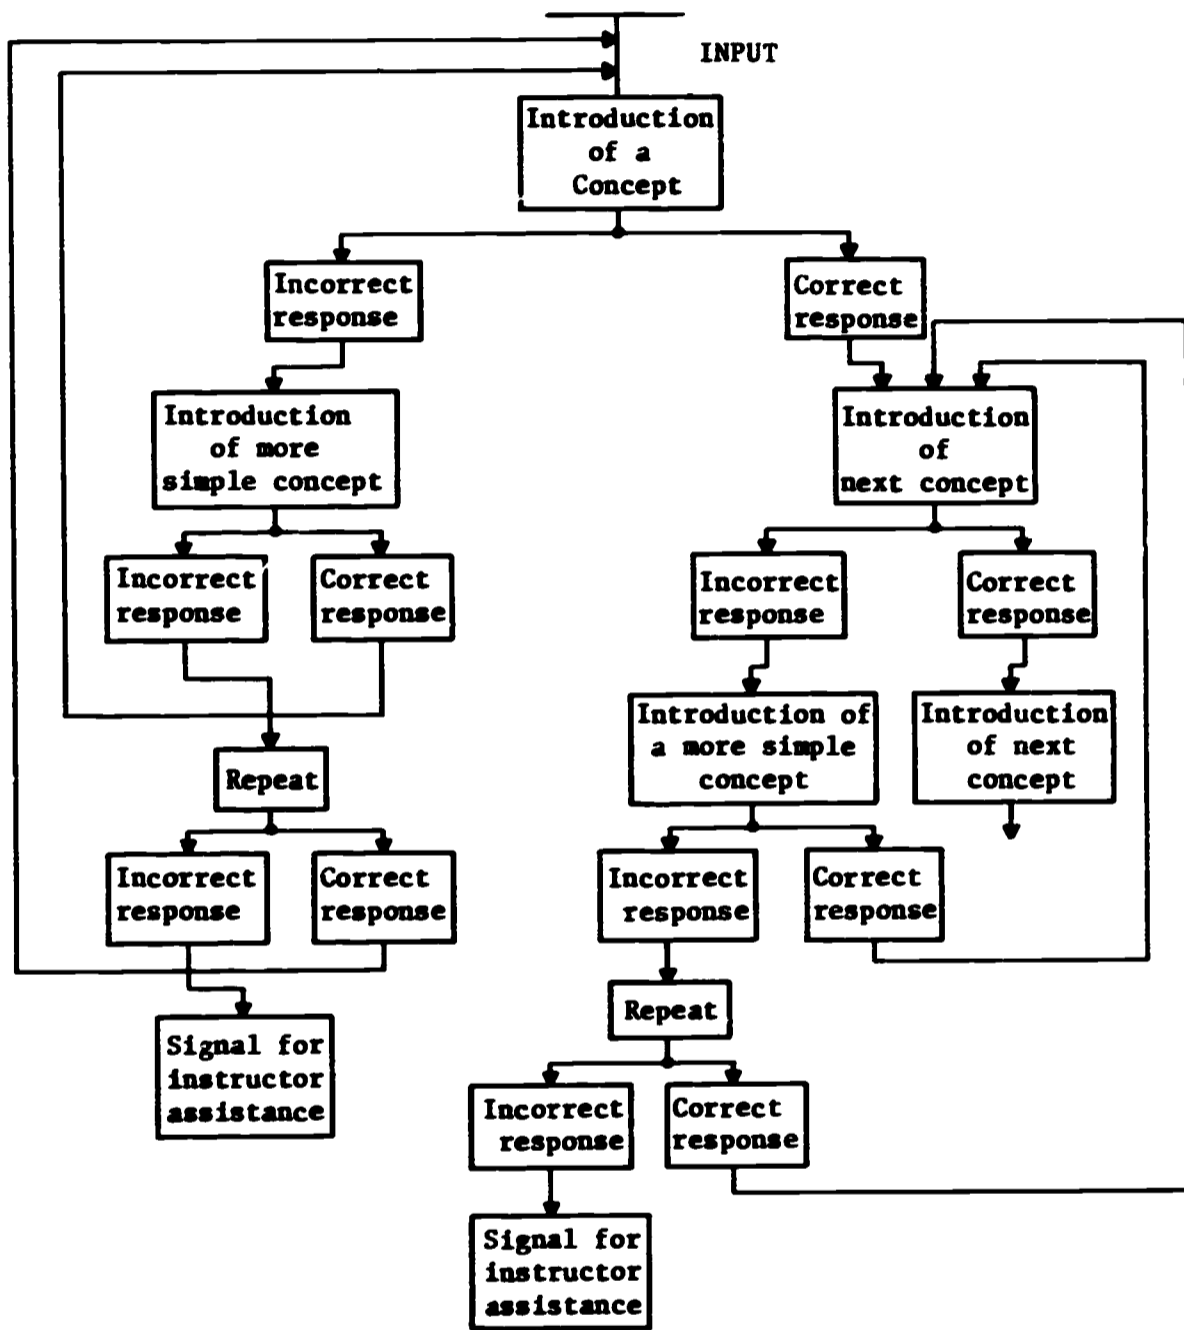 INPUT
Introduction
of a
Concept
Incorrect
response
Correct
response
Introduction
of more
simple concept
Introduction
of
next concept
Incorrect
response
Correct
response
Incorrect
response
Correct
response
Introduction of
a more simple
concept
Introduction
of next
concept
Repeat
Incorrect
response
Correct
response
Incorrect
response
Correct
response
Repeat
Signal for
instructor
assistance
Incorrect
response
Correct
response
Signal for
instructor
assistance